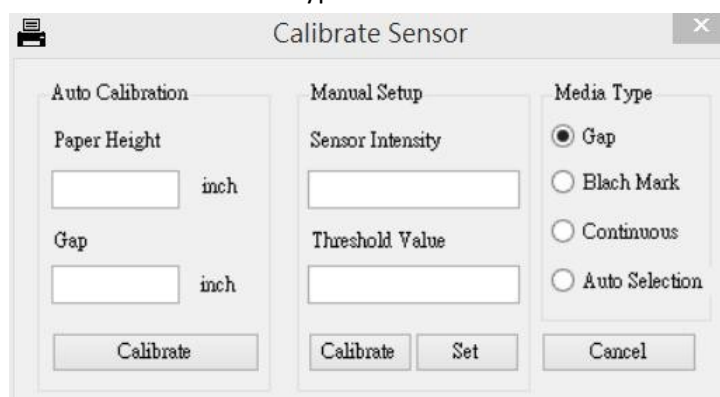 Calibrate Sensor
Auto Calibration
Paper Height
inch
Gap
inch
Calibrate
Manual Setup
Sensor Intensity
Threshold Value
Calibrate
Set
Media Type
Gap
Blach Mark
Continuous
Auto Selection
Cancel